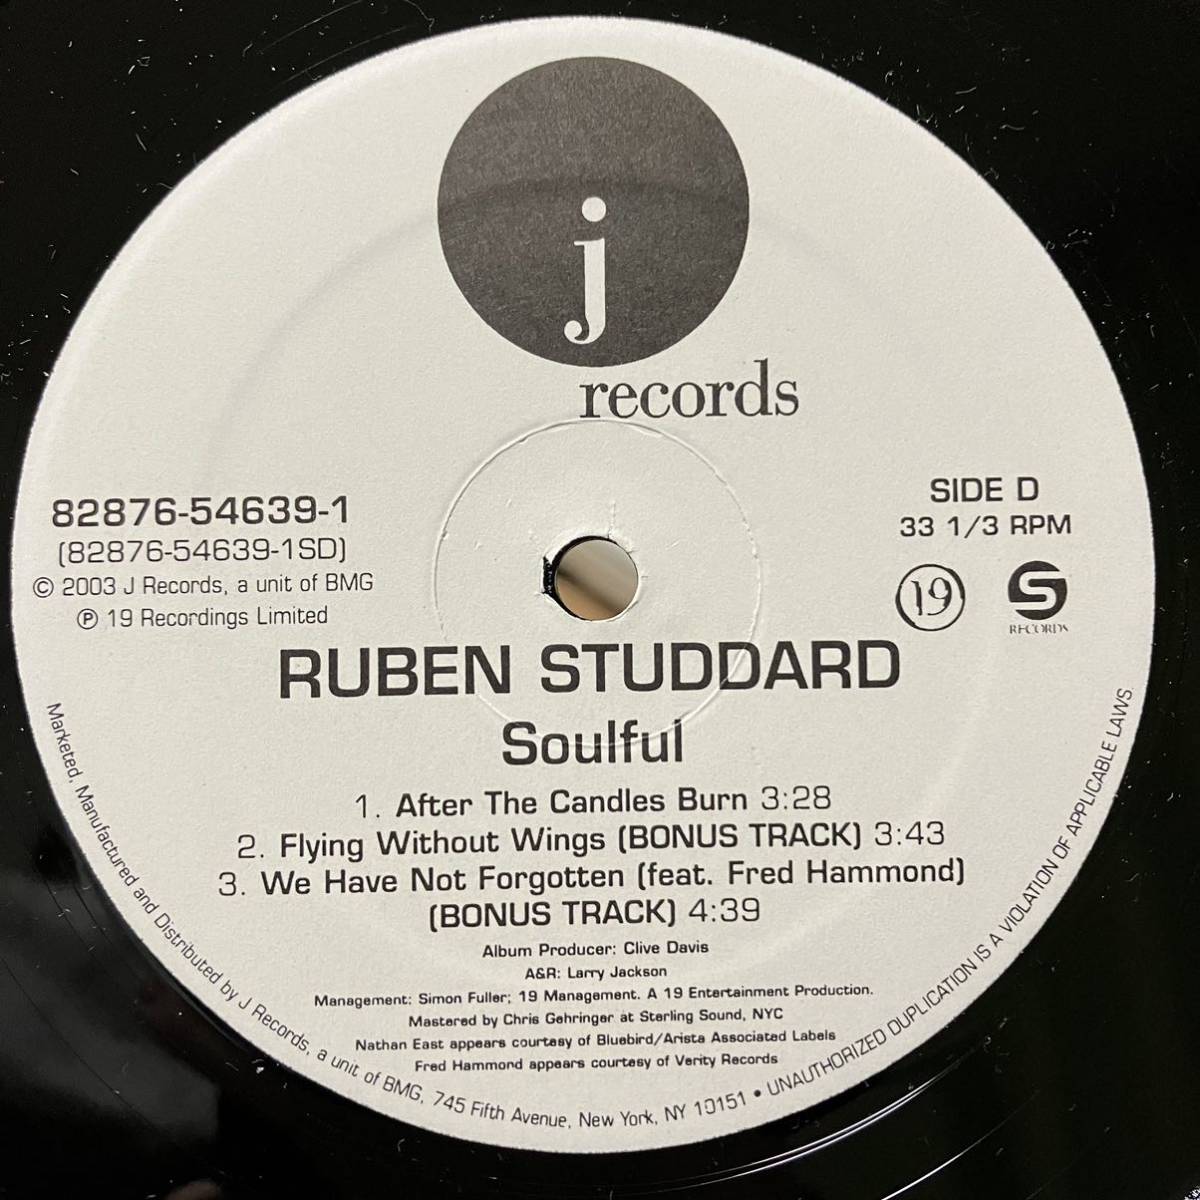 j
records
82876-54639-1
(82876-54639-1SD)
© 2003 J Records, a unit of BMG
℗ 19 Recordings Limited
SIDE D
33 1/3 RPM
19
S
RECORDS
RUBEN STUDDARD
Soulful
1. After The Candles Burn 3:28
2. Flying Without Wings (BONUS TRACK) 3:43
3. We Have Not Forgotten (feat. Fred Hammond)
(BONUS TRACK) 4:39
Album Producer: Clive Davis
A&R: Larry Jackson
Management: Simon Fuller; 19 Management. A 19 Entertainment Production.
Mastered by Chris Gehringer at Sterling Sound, NYC
Nathan East appears courtesy of Bluebird/Arista Associated Labels
Fred Hammond appears courtesy of Verity Records
Marketed, Manufactured and Distributed by J Records, a unit of BMG, 745 Fifth Avenue, New York, NY 10151 • UNAUTHORIZED DUPLICATION IS A VIOLATION OF APPLICABLE LAWS